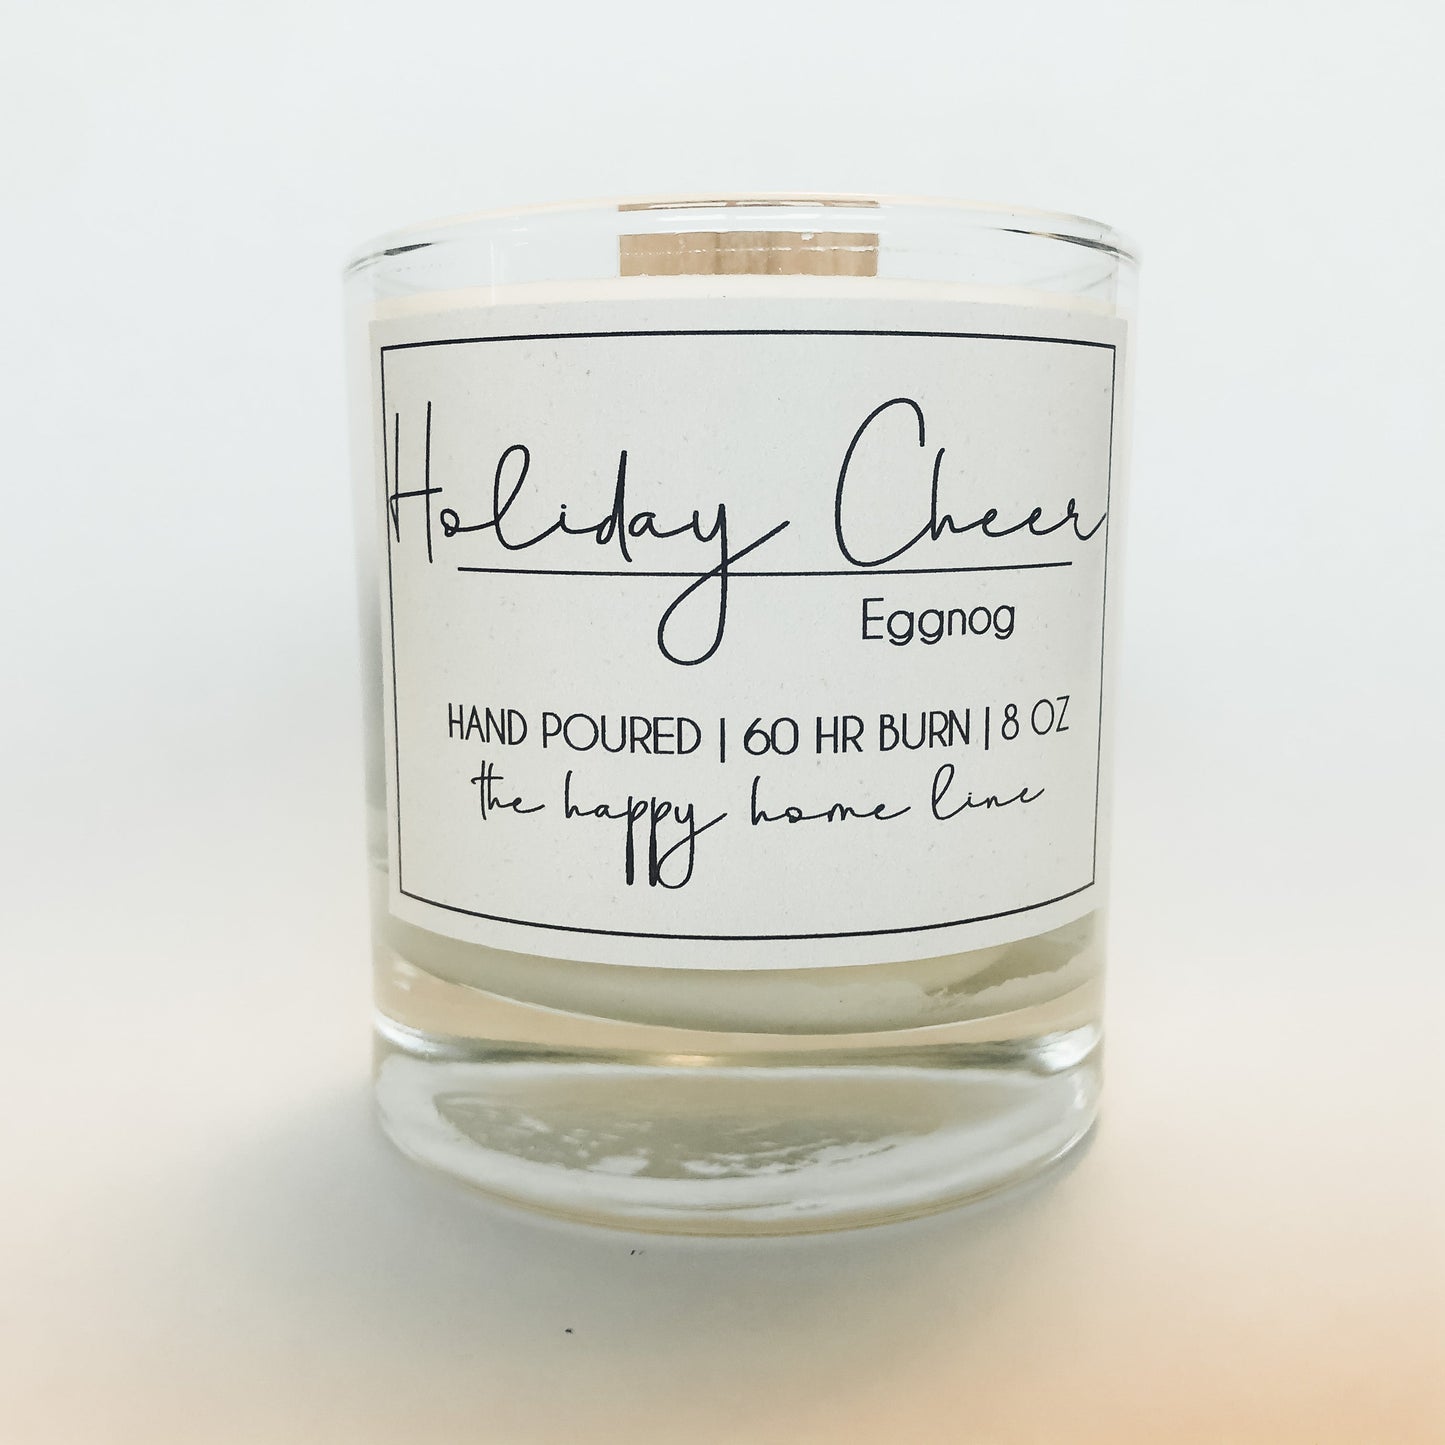 Holiday Cheer
Eggnog
HAND POURED | 60 HR BURN | 8 OZ
the happy home line